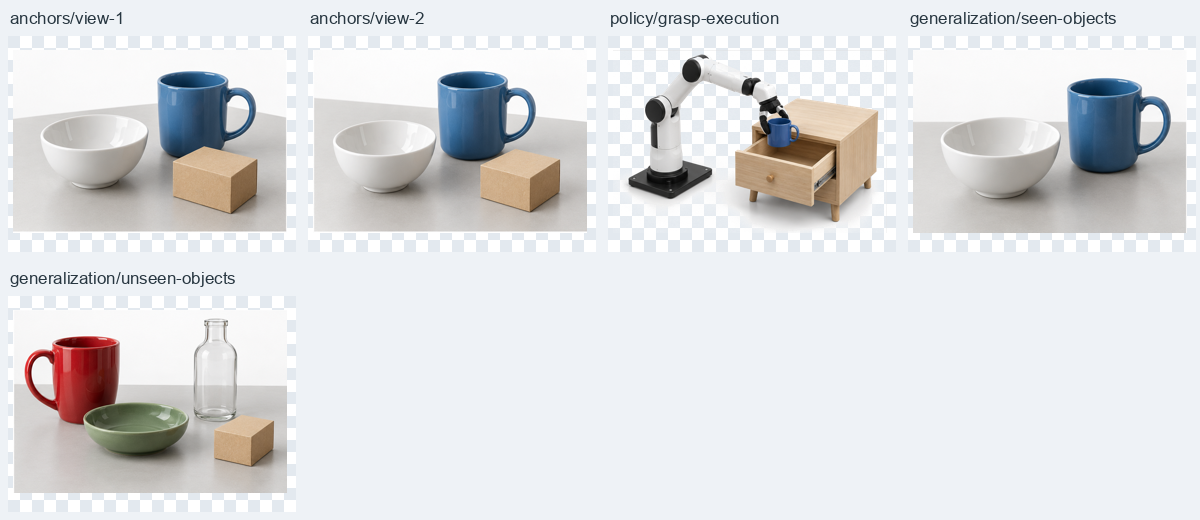 anchors/view-1
anchors/view-2
policy/grasp-execution
generalization/seen-objects
generalization/unseen-objects